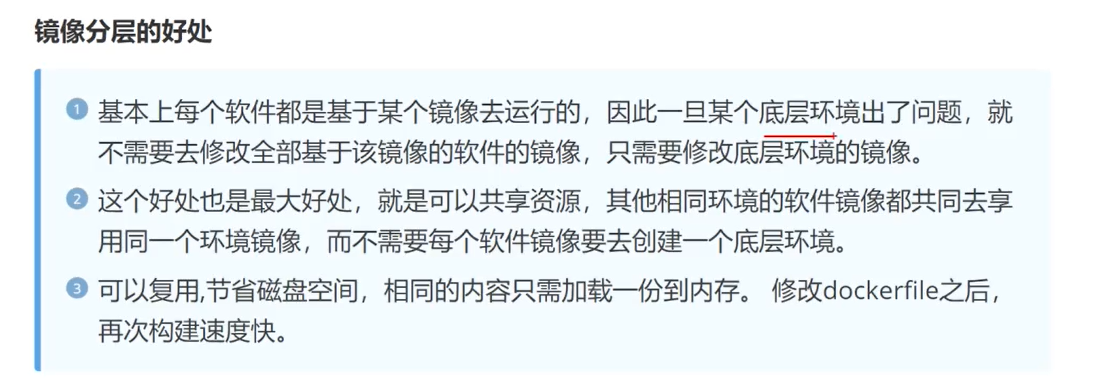 镜像分层的好处
1 基本上每个软件都是基于某个镜像去运行的，因此一旦某个底层环境出了问题，就
不需要去修改全部基于该镜像的软件的镜像，只需要修改底层环境的镜像。
2 这个好处也是最大好处，就是可以共享资源，其他相同环境的软件镜像都共同去享
用同一个环境镜像，而不需要每个软件镜像要去创建一个底层环境。
3 可以复用,节省磁盘空间，相同的内容只需加载一份到内存。 修改dockerfile之后，
再次构建速度快。